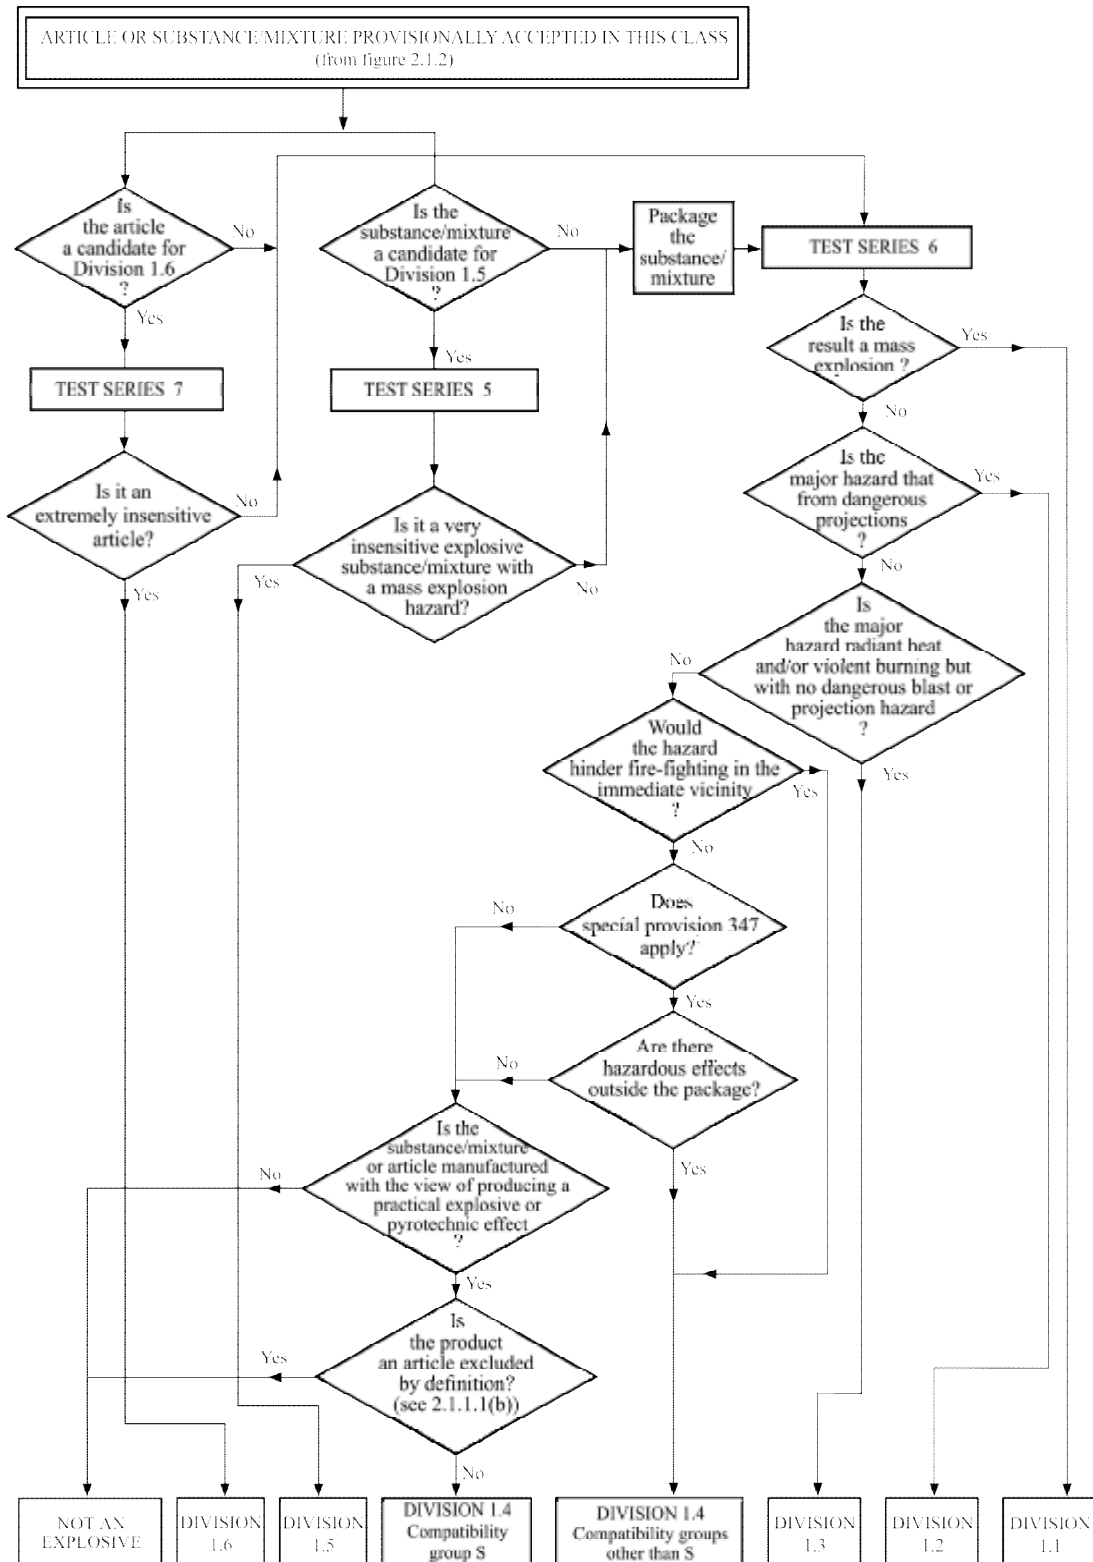 ARTICLE OR SUBSTANCE/MIXTURE PROVISIONALLY ACCEPTED IN THIS CLASS
(from figure 2.1.2)
Is
the article
a candidate for
Division 1.6
?
No
Yes
Is the
substance/mixture
a candidate for
Division 1.5
?
No
Yes
Package
the
substance/
mixture
TEST SERIES 6
Is the
result a mass
explosion ?
Yes
No
TEST SERIES 7
TEST SERIES 5
Is the
major hazard that
from dangerous
projections
?
Yes
No
Is it an
extremely insensitive
article?
No
Yes
Is it a very
insensitive explosive
substance/mixture with
a mass explosion
hazard?
Yes
No
Is
the major
hazard radiant heat
and/or violent burning but
with no dangerous blast or
projection hazard
?
No
Yes
Would
the hazard
hinder fire-fighting in the
immediate vicinity
?
Yes
No
Does
special provision 347
apply?
No
Yes
Are there
hazardous effects
outside the package?
No
Yes
Is the
substance/mixture
or article manufactured
with the view of producing a
practical explosive or
pyrotechnic effect
?
No
Yes
Is
the product
an article excluded
by definition?
(see 2.1.1.1(b))
Yes
No
NOT AN
EXPLOSIVE
DIVISION
1.6
DIVISION
1.5
DIVISION 1.4
Compatibility
group S
DIVISION 1.4
Compatibility groups
other than S
DIVISION
1.3
DIVISION
1.2
DIVISION
1.1